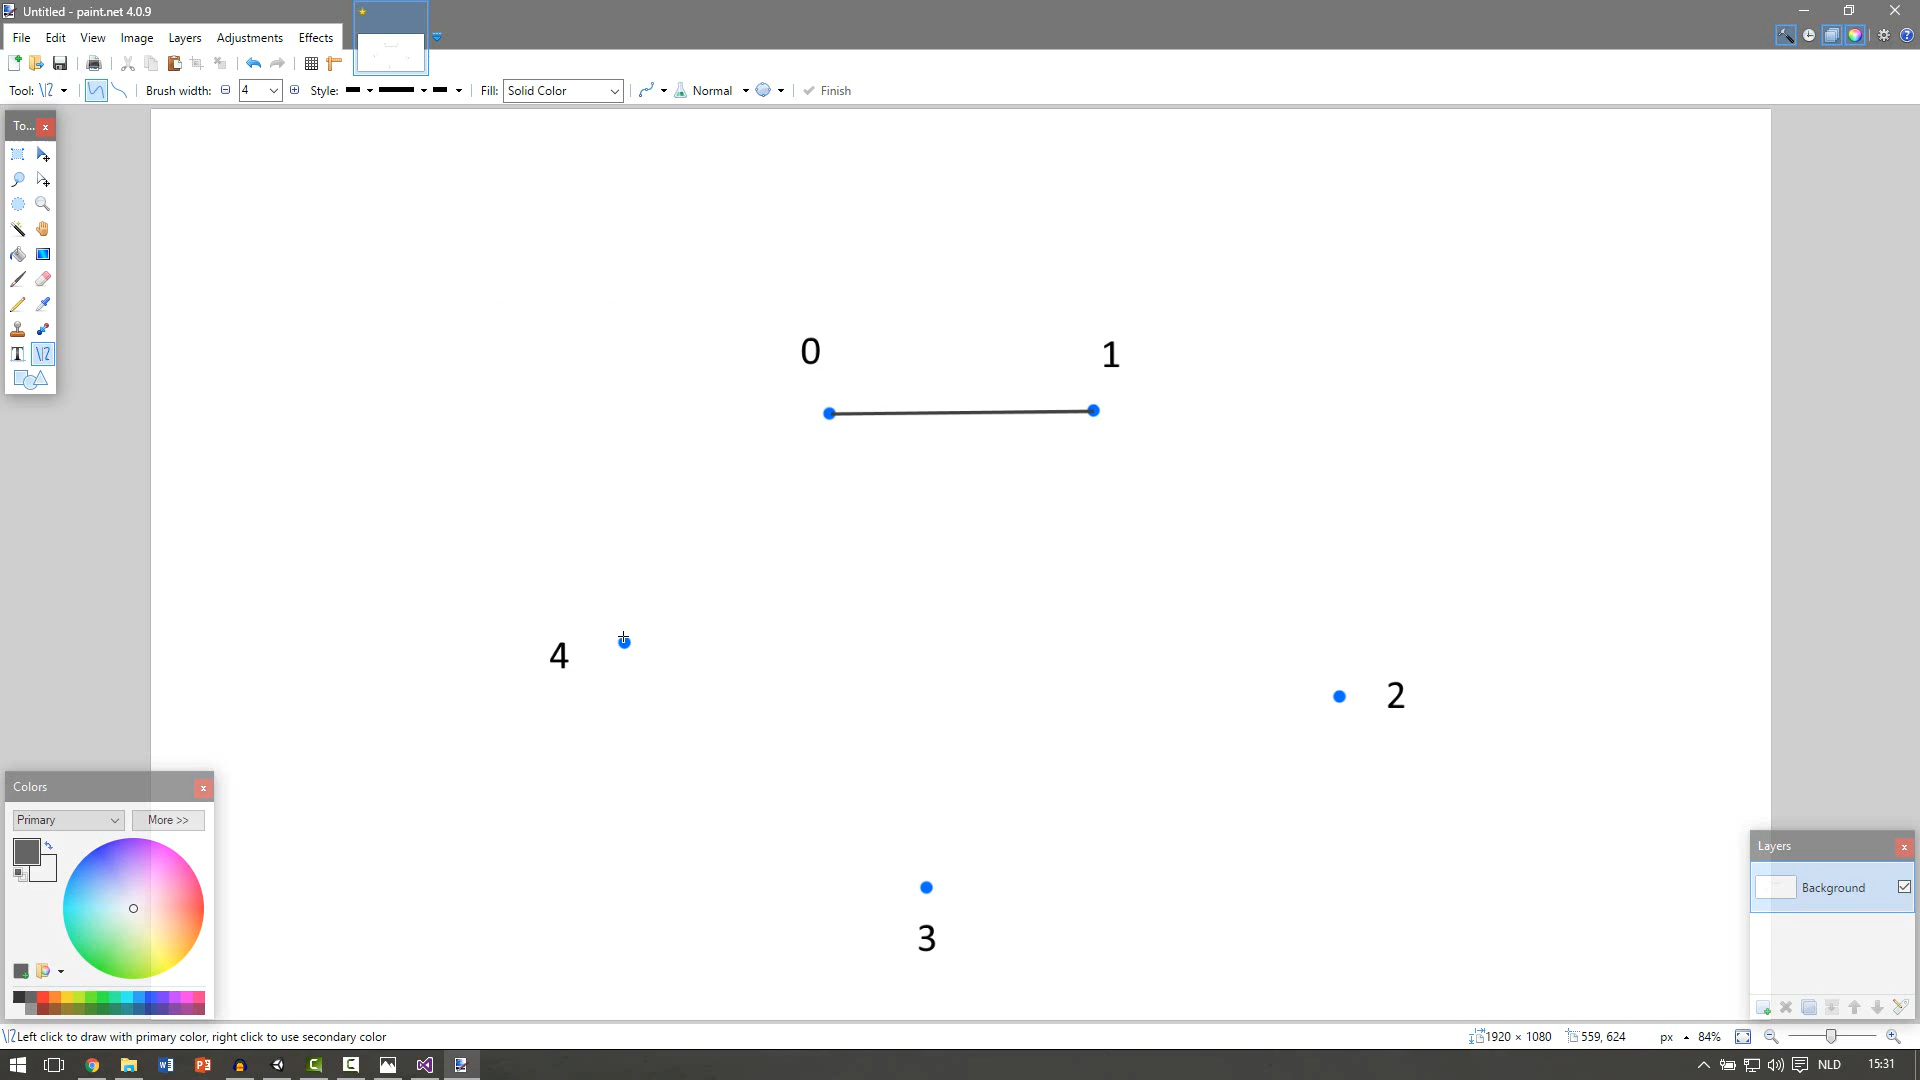 Untitled - paint.net 4.0.9
File Edit View Image Layers Adjustments Effects
Tool: Brush width: 4 Style: Fill: Solid Color Normal Finish
To...
0
1
4
2
3
Colors
Primary More >>
Layers
Background
Left click to draw with primary color, right click to use secondary color 1920 × 1080 559, 624 px 84%
NLD 15:31